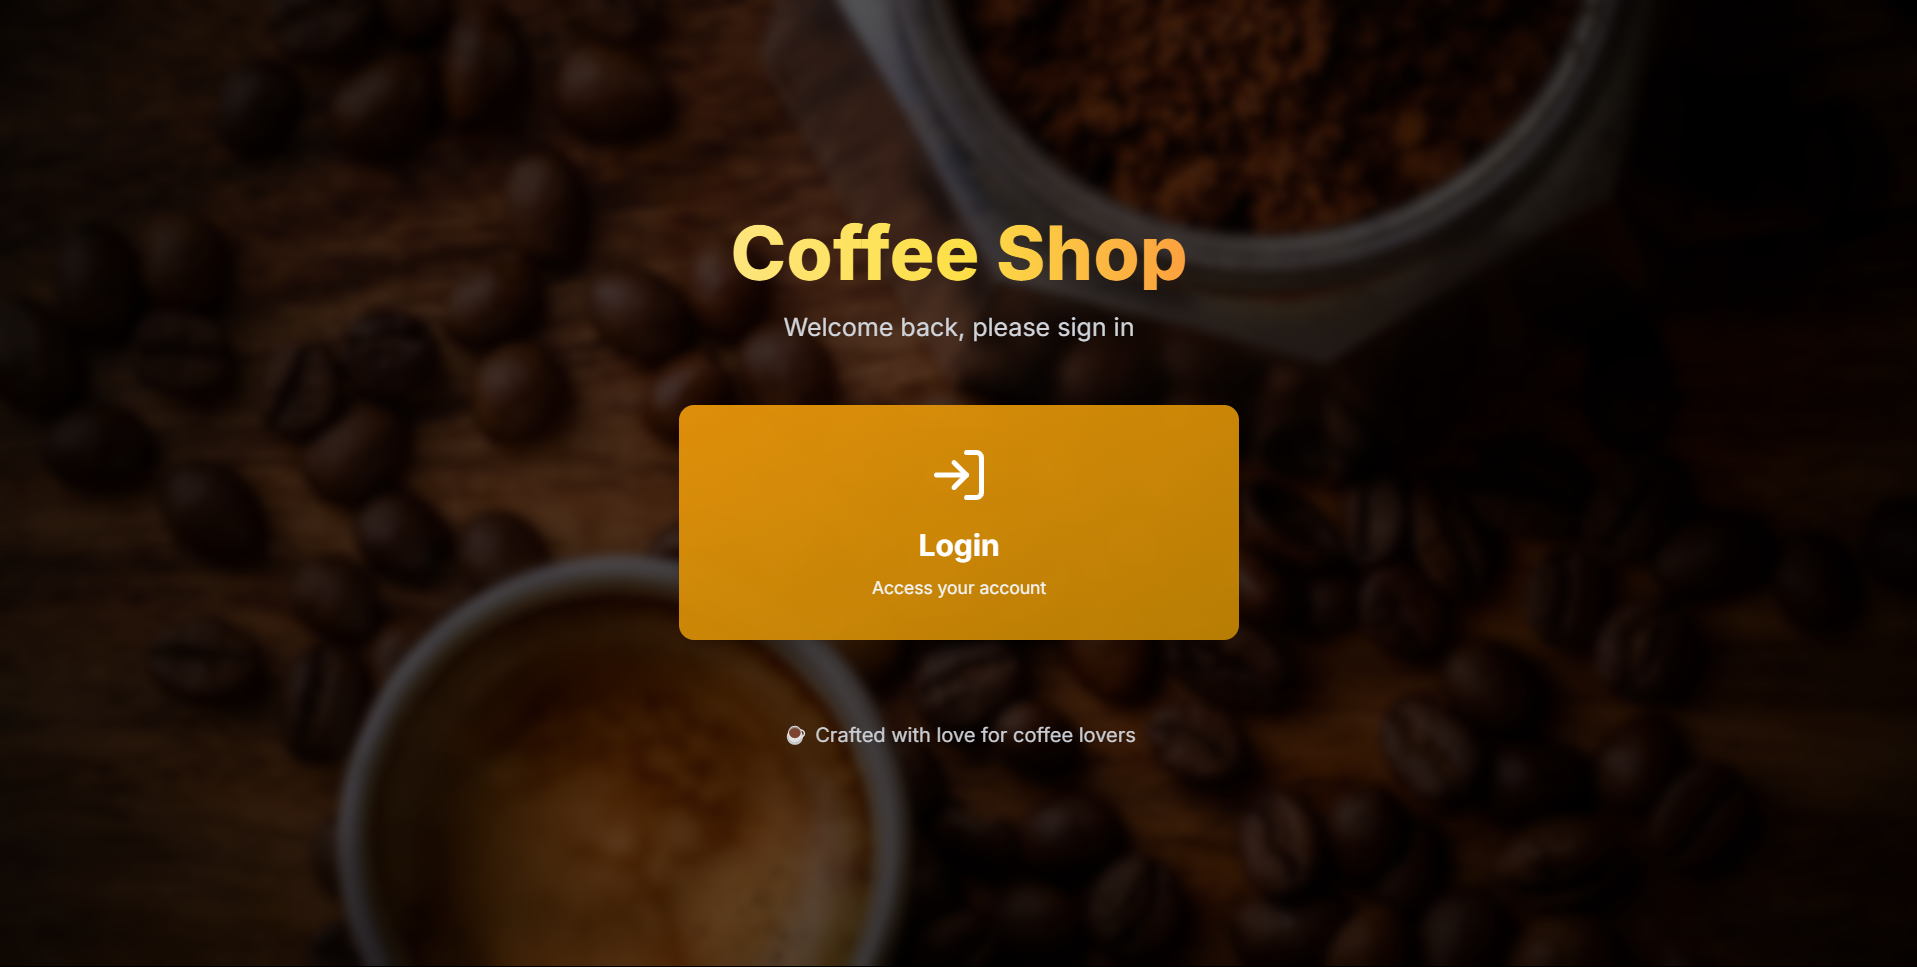 Coffee Shop
Welcome back, please sign in
Login
Access your account
☕ Crafted with love for coffee lovers